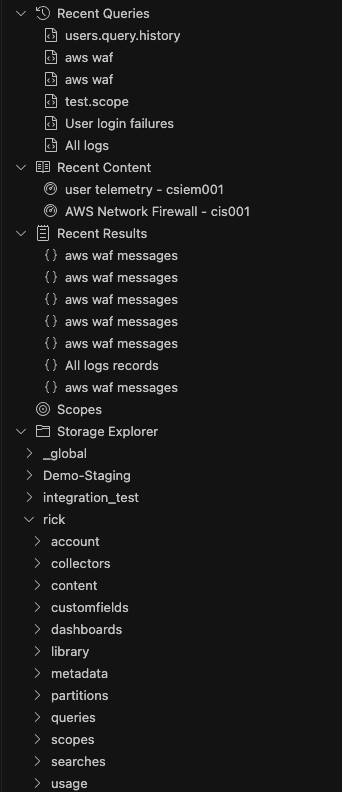 Recent Queries
users.query.history
aws waf
aws waf
test.scope
User login failures
All logs
Recent Content
user telemetry - csiem001
AWS Network Firewall - cis001
Recent Results
aws waf messages
aws waf messages
aws waf messages
aws waf messages
aws waf messages
All logs records
aws waf messages
Scopes
Storage Explorer
_global
Demo-Staging
integration_test
rick
account
collectors
content
customfields
dashboards
library
metadata
partitions
queries
scopes
searches
usage